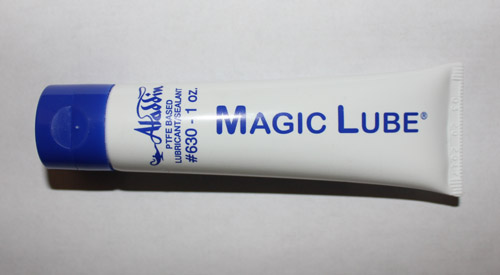 Aladdin
PTFE BASED
LUBRICANT/SEALANT
#630 - 1 oz.
MAGIC LUBE®